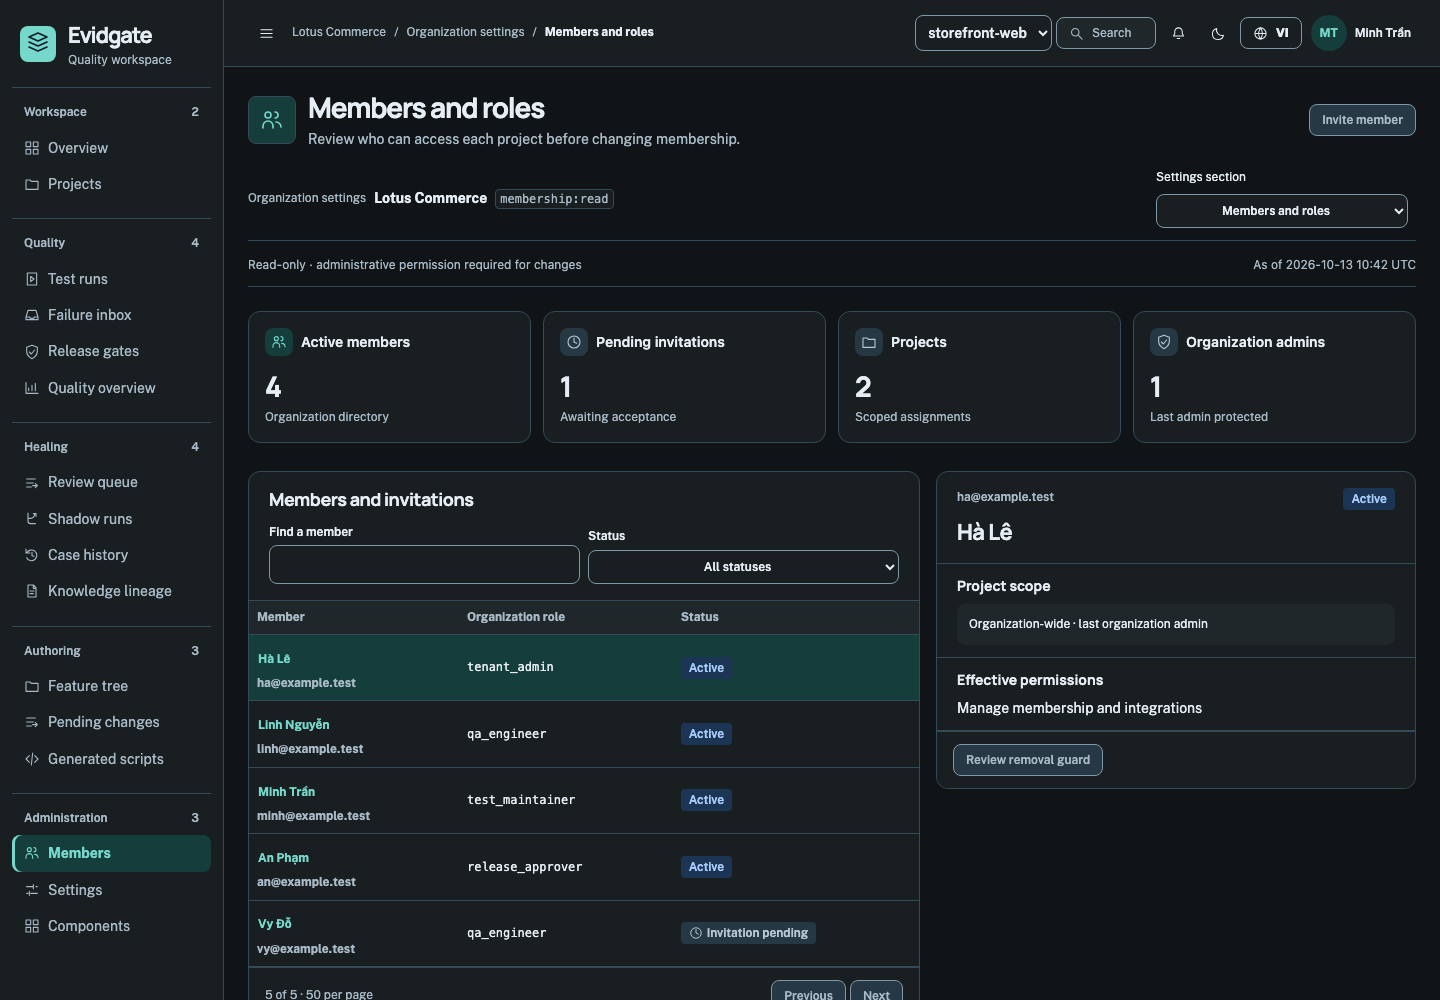 Evidgate
Quality workspace
Workspace 2
Overview
Projects
Quality 4
Test runs
Failure inbox
Release gates
Quality overview
Healing 4
Review queue
Shadow runs
Case history
Knowledge lineage
Authoring 3
Feature tree
Pending changes
Generated scripts
Administration 3
Members
Settings
Components
Lotus Commerce / Organization settings / Members and roles
storefront-web
Search
VI
MT
Minh Trần
Members and roles
Review who can access each project before changing membership.
Invite member
Organization settings Lotus Commerce membership:read
Settings section
Members and roles
Read-only · administrative permission required for changes
As of 2026-10-13 10:42 UTC
Active members
4
Organization directory
Pending invitations
1
Awaiting acceptance
Projects
2
Scoped assignments
Organization admins
1
Last admin protected
Members and invitations
Find a member
Status
All statuses
Member Organization role Status
Hà Lê
ha@example.test
tenant_admin
Active
Linh Nguyễn
linh@example.test
qa_engineer
Active
Minh Trần
minh@example.test
test_maintainer
Active
An Phạm
an@example.test
release_approver
Active
Vy Đỗ
vy@example.test
qa_engineer
Invitation pending
5 of 5 · 50 per page
Previous
Next
ha@example.test
Active
Hà Lê
Project scope
Organization-wide · last organization admin
Effective permissions
Manage membership and integrations
Review removal guard